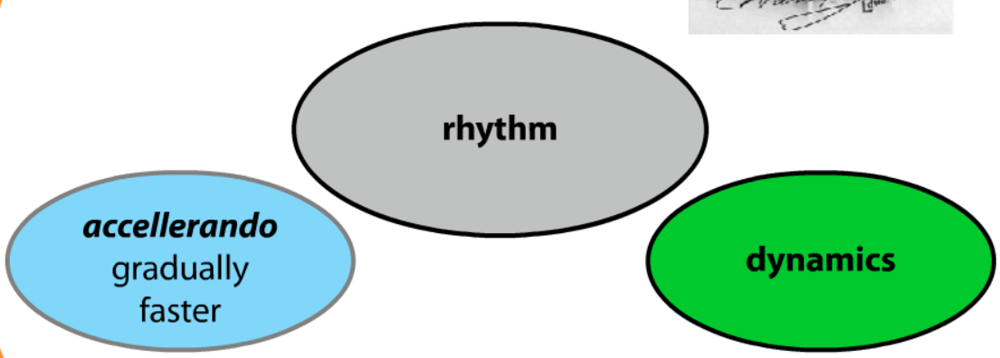 rhythm
accellerando
gradually
faster
dynamics